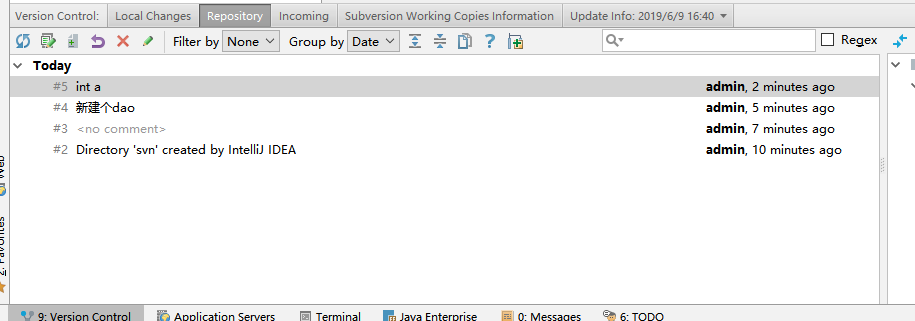 Version Control: Local Changes Repository Incoming Subversion Working Copies Information Update Info: 2019/6/9 16:40
Filter by None Group by Date Regex
Today
#5 int a admin, 2 minutes ago
#4 新建个dao admin, 5 minutes ago
#3 <no comment> admin, 7 minutes ago
#2 Directory 'svn' created by IntelliJ IDEA admin, 10 minutes ago
Web
2: Favorites
9: Version Control Application Servers Terminal Java Enterprise 0: Messages 6: TODO